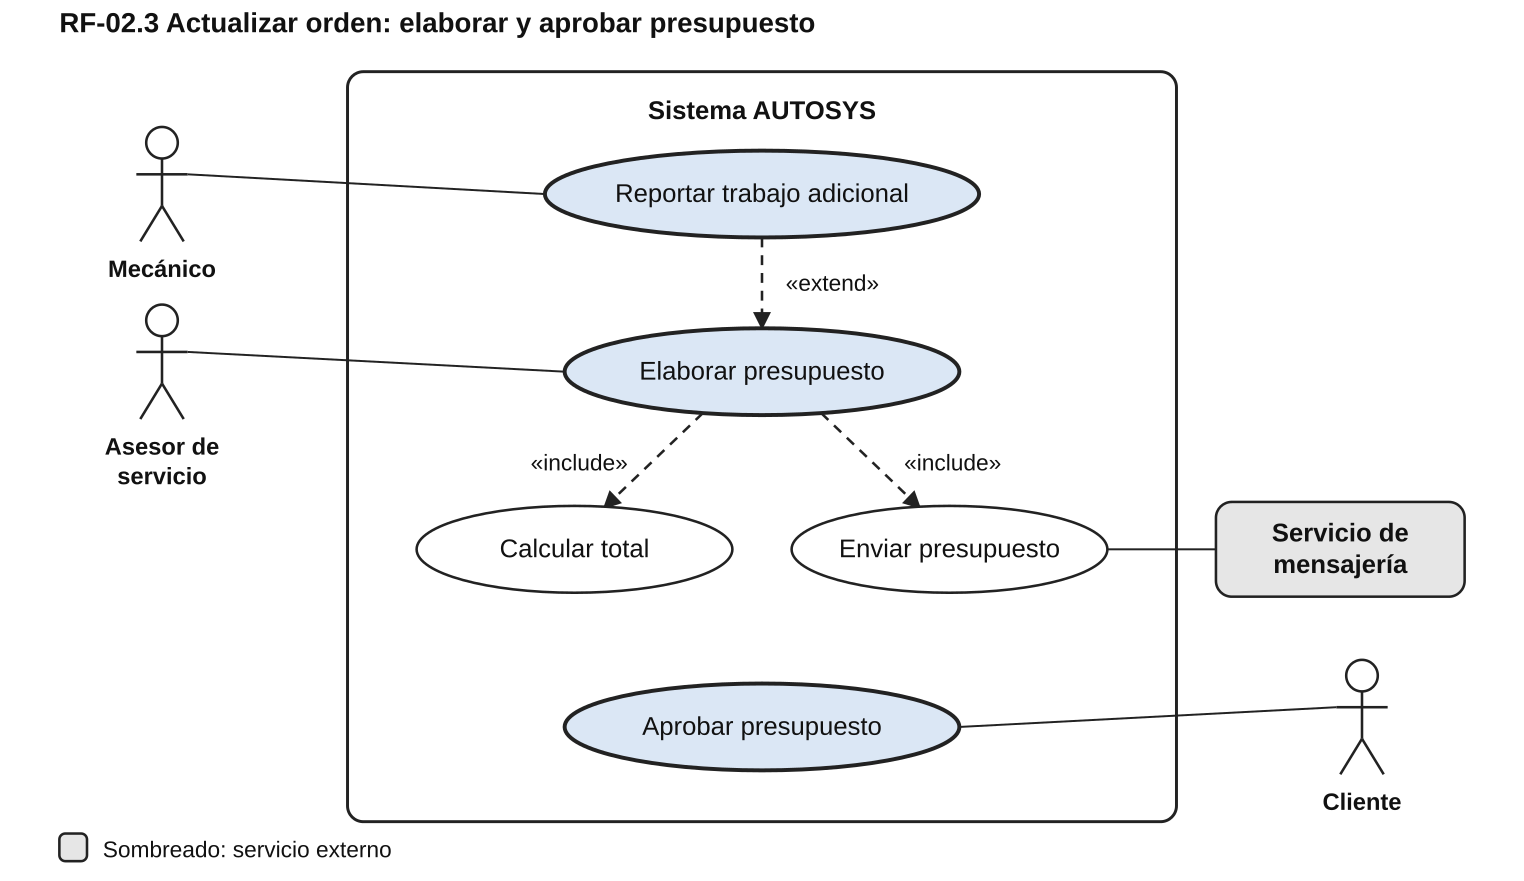 RF-02.3 Actualizar orden: elaborar y aprobar presupuesto
Sistema AUTOSYS
Reportar trabajo adicional
Mecánico
«extend»
Elaborar presupuesto
Asesor de
servicio
«include»
«include»
Calcular total
Enviar presupuesto
Servicio de
mensajería
Aprobar presupuesto
Cliente
Sombreado: servicio externo